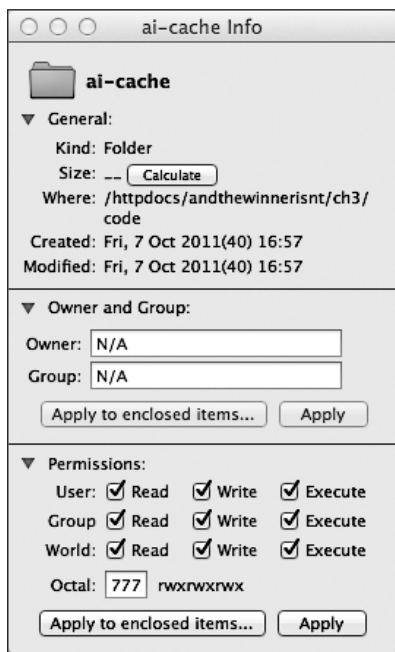 ai-cache Info
ai-cache
General:
Kind: Folder
Size: -- Calculate
Where: /httpdocs/andthewinnerisnt/ch3/
code
Created: Fri, 7 Oct 2011(40) 16:57
Modified: Fri, 7 Oct 2011(40) 16:57
Owner and Group:
Owner: N/A
Group: N/A
Apply to enclosed items... Apply
Permissions:
User: Read Write Execute
Group Read Write Execute
World: Read Write Execute
Octal: 777 rwxrwxrwx
Apply to enclosed items... Apply